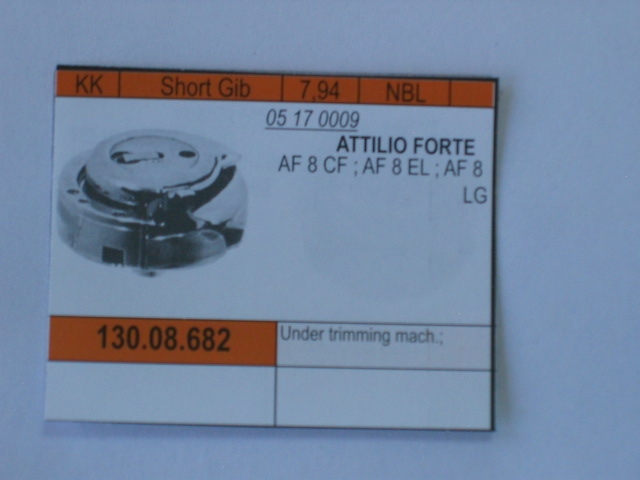 KK Short Gib 7,94 NBL
05 17 0009
ATTILIO FORTE
AF 8 CF ; AF 8 EL ; AF 8
LG
130.08.682 Under trimming mach.;